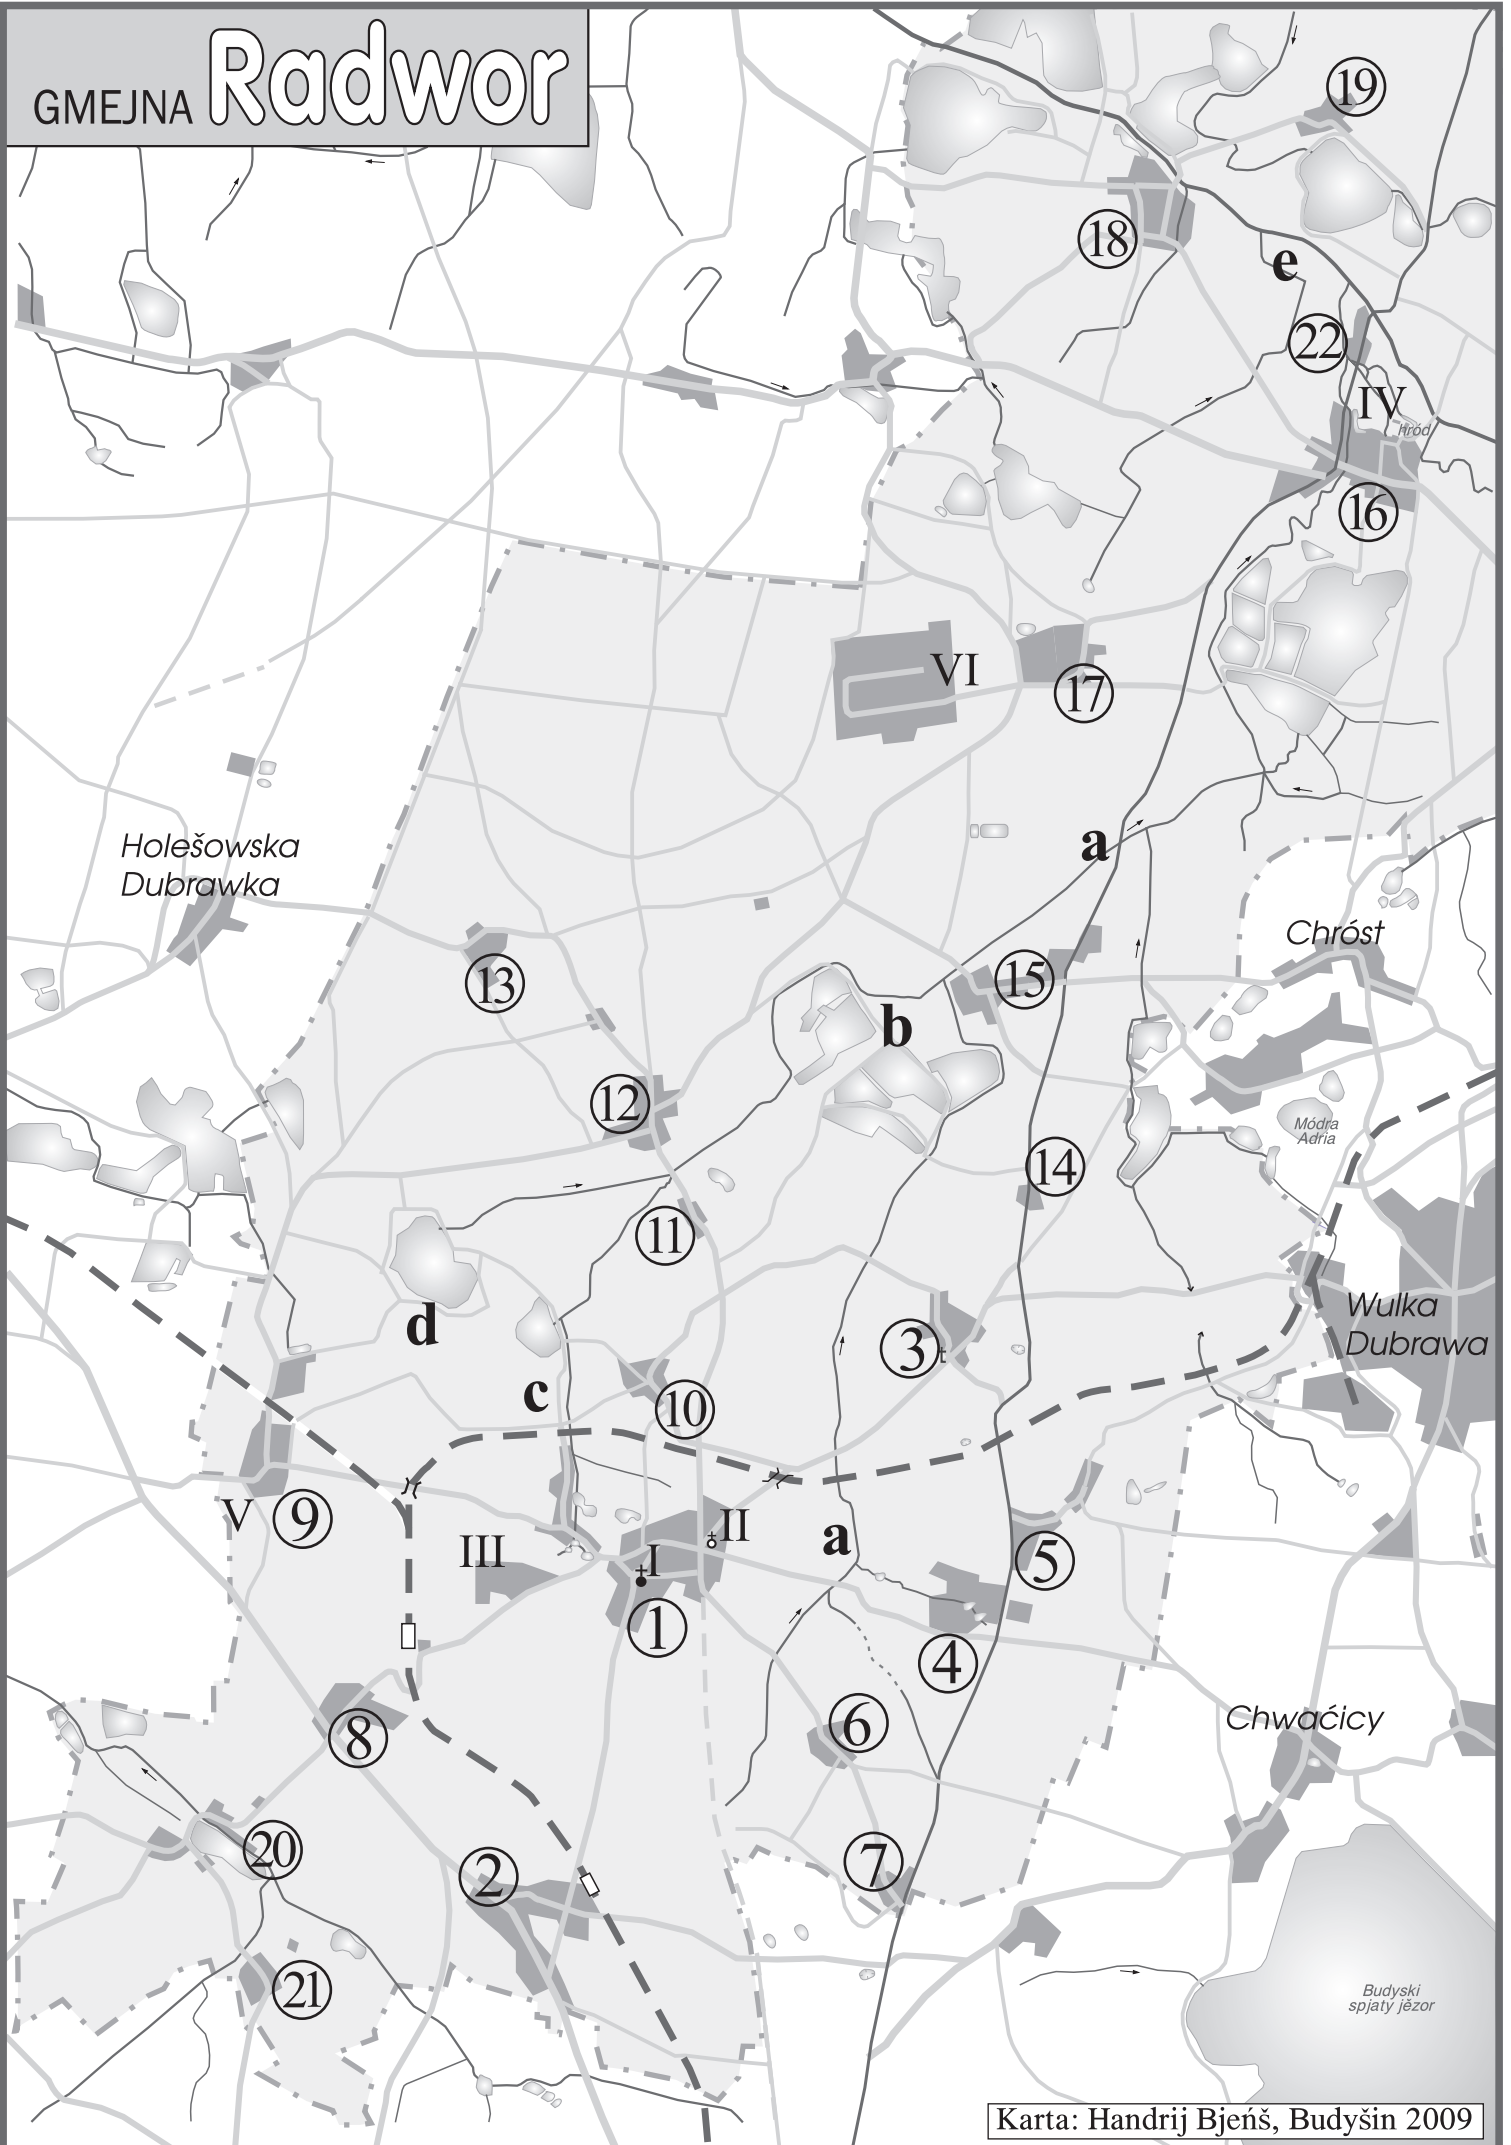 GMEJNA Radwor
19
18
e
22
IV
hród
16
VI
17
a
Holešowska
Dubrawka
Chróst
13
15
b
12
Módra
Adria
14
11
d
Wulka
Dubrawa
3
c
10
V
9
III
II
I
a
5
1
4
Chwaćicy
6
8
20
2
7
21
Budyski
spjaty jězor
Karta: Handrij Bjeńš, Budyšin 2009